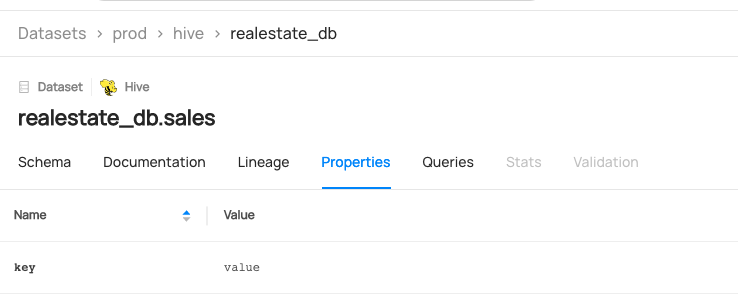 Datasets > prod > hive > realestate_db
Dataset Hive
realestate_db.sales
Schema Documentation Lineage Properties Queries Stats Validation
Name Value
key value